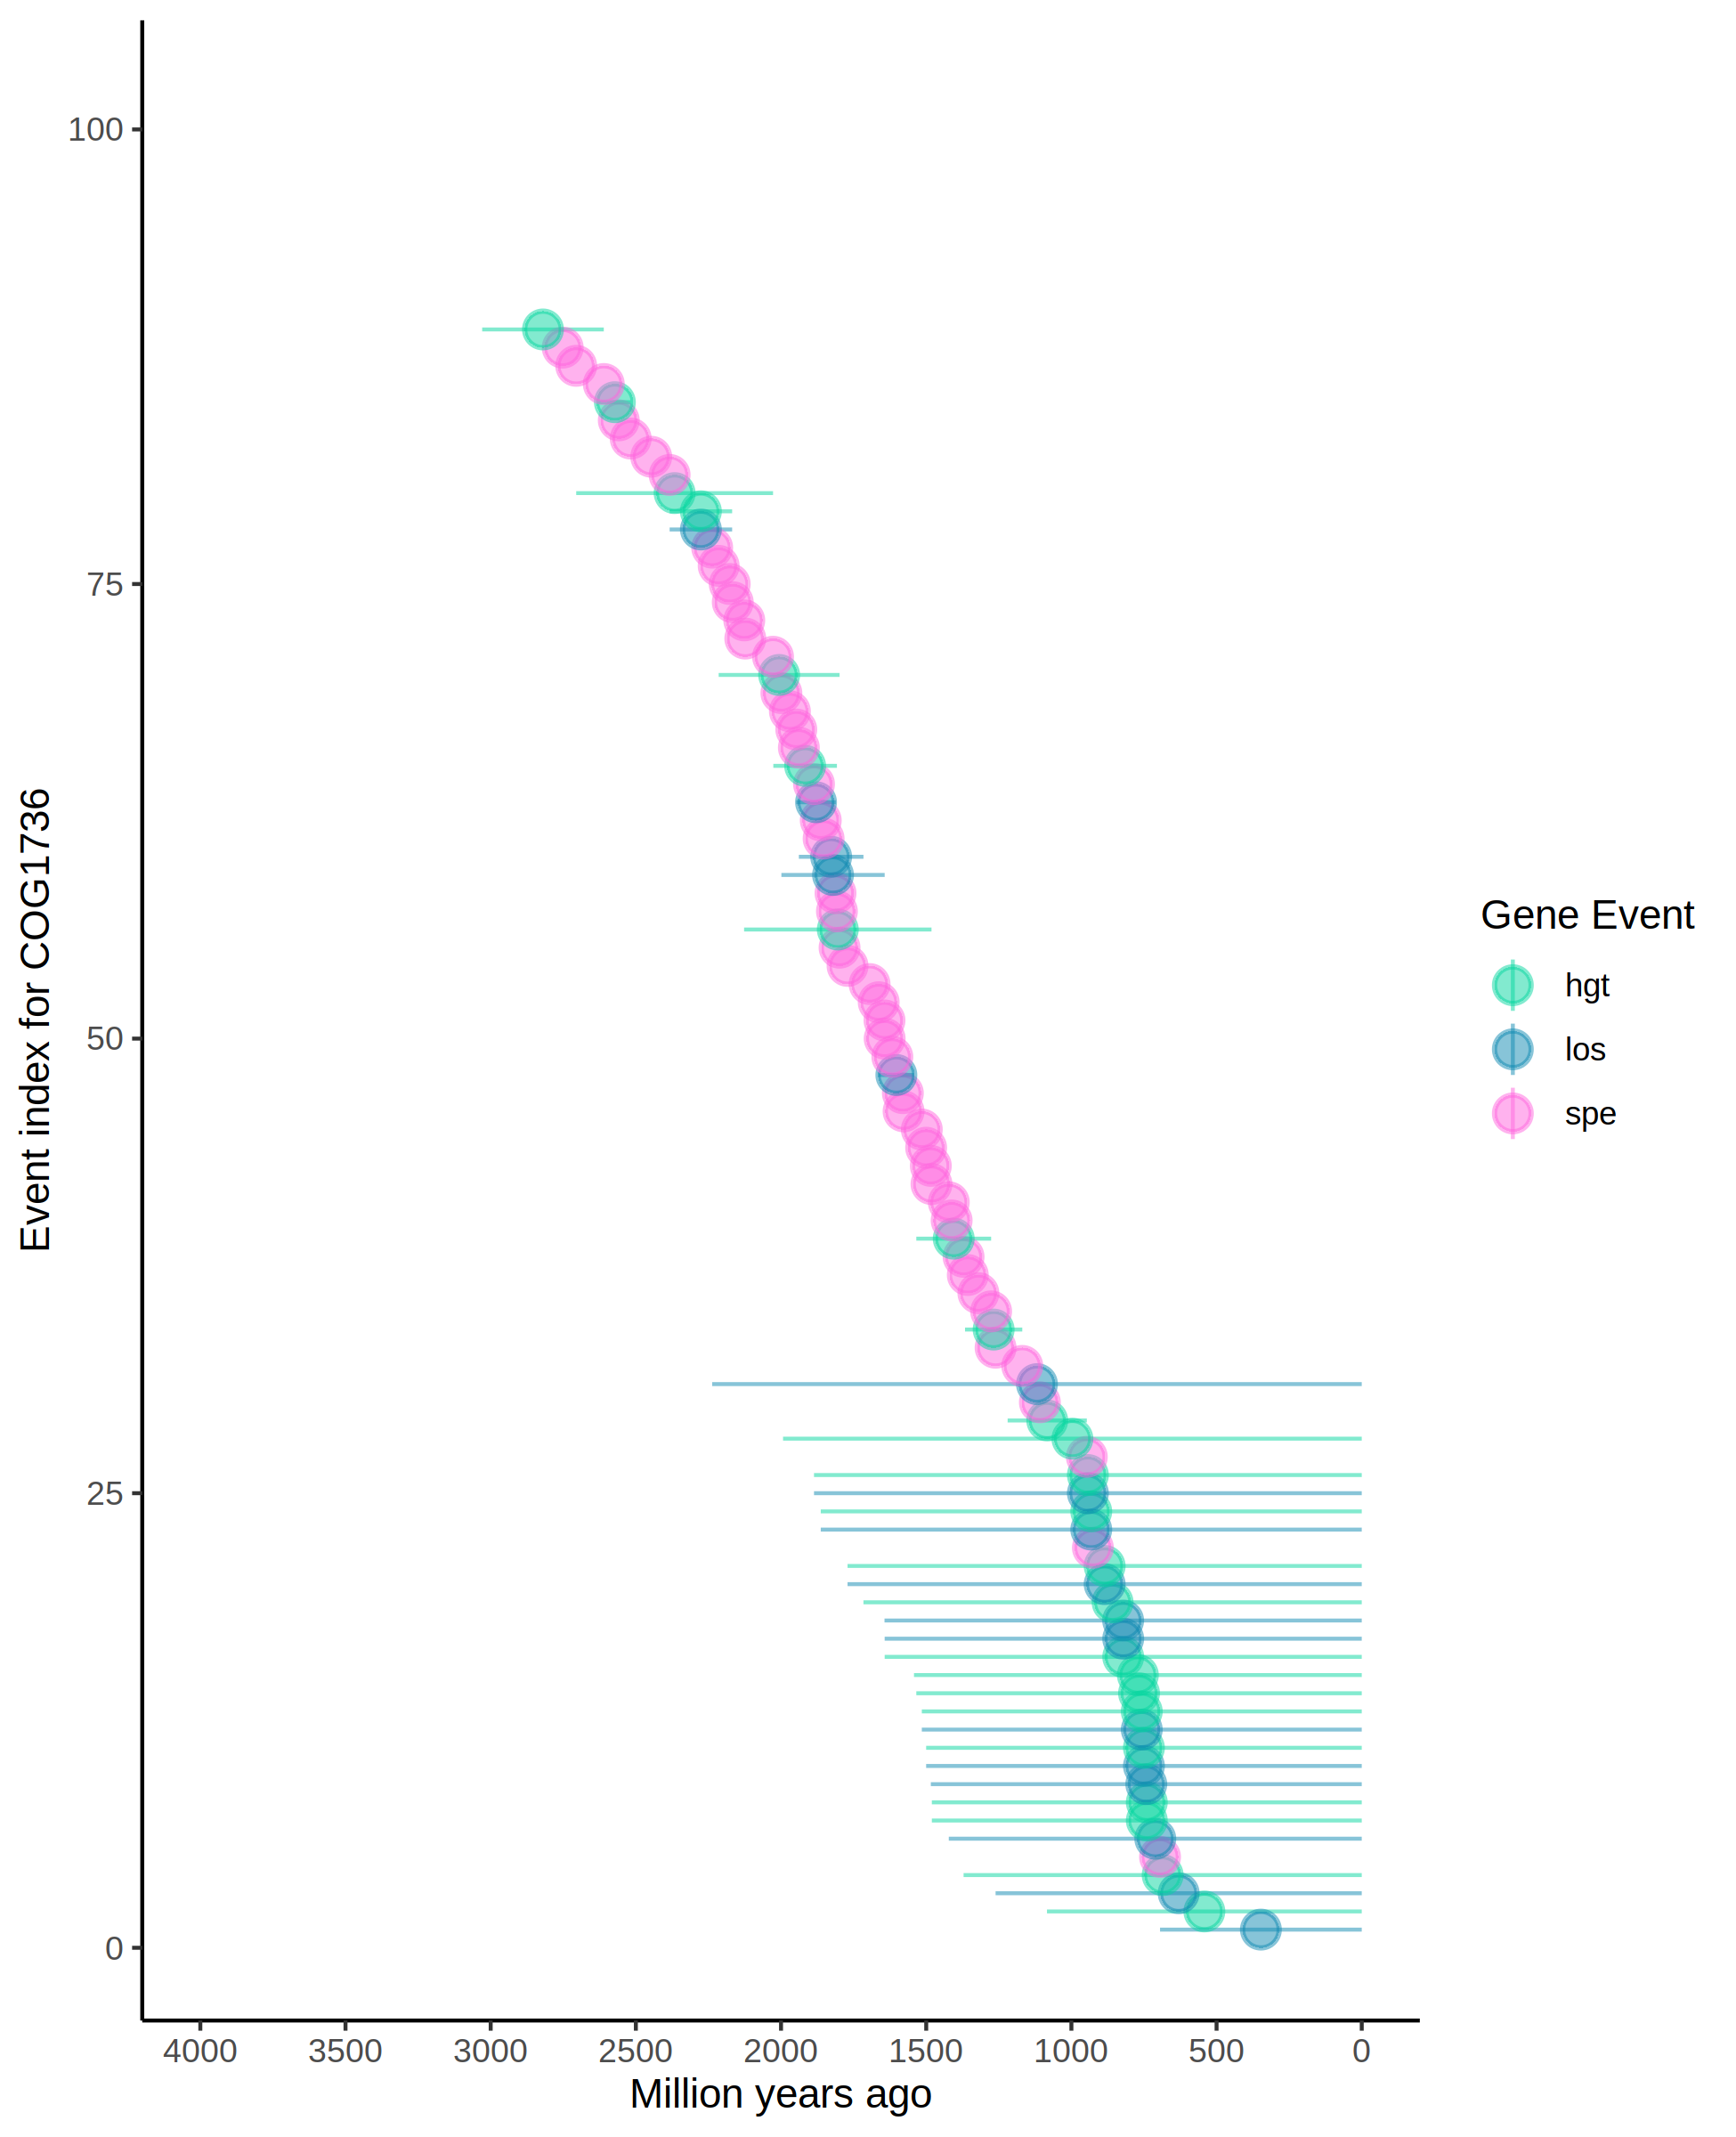 Event index for COG1736
100
75
50
25
0
4000 3500 3000 2500 2000 1500 1000 500 0
Million years ago
Gene Event
hgt
los
spe